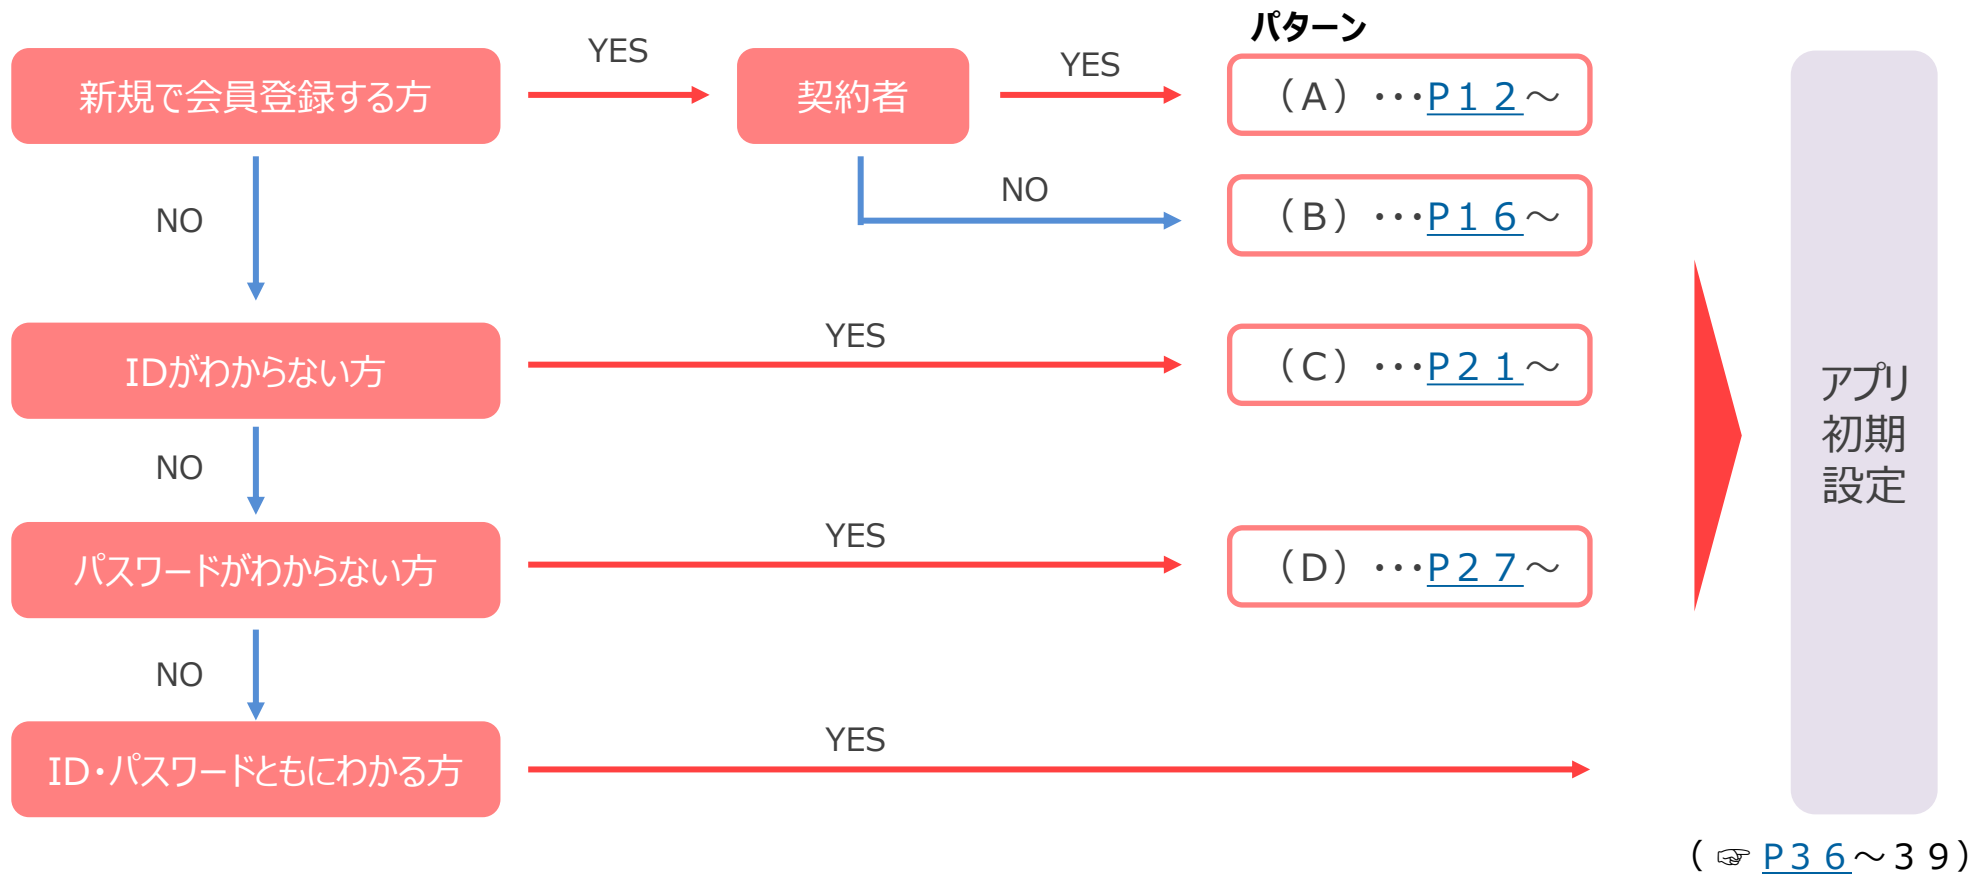 パターン
新規で会員登録する方
YES
契約者
YES
（A）・・・P12～
NO
NO
（B）・・・P16～
IDがわからない方
YES
（C）・・・P21～
NO
パスワードがわからない方
YES
（D）・・・P27～
NO
ID・パスワードともにわかる方
YES
アプリ
初期
設定
（☞P36～39）